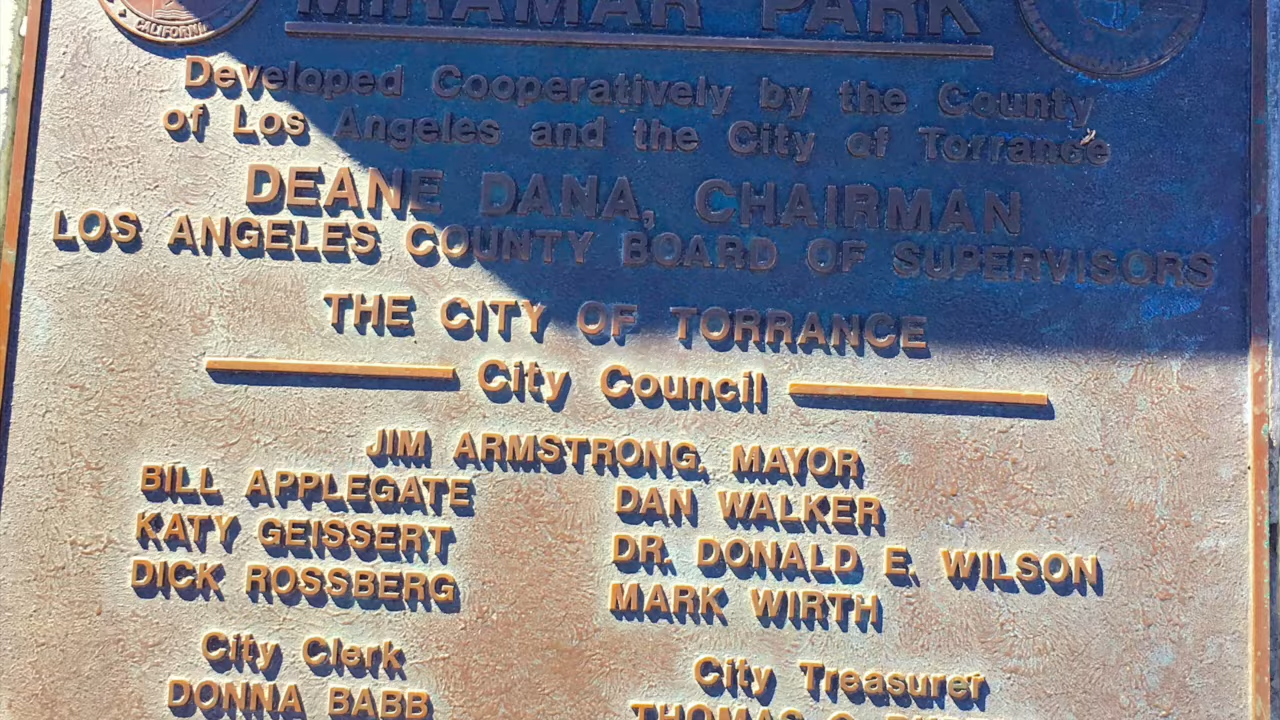 CALIFORNIA
MIRAMAR PARK
Developed Cooperatively by the County
of Los Angeles and the City of Torrance
DEANE DANA, CHAIRMAN
LOS ANGELES COUNTY BOARD OF SUPERVISORS
THE CITY OF TORRANCE
City Council
JIM ARMSTRONG, MAYOR
BILL APPLEGATE
KATY GEISSERT
DICK ROSSBERG
DAN WALKER
DR. DONALD E. WILSON
MARK WIRTH
City Clerk
DONNA BABB
City Treasurer
THOMAS